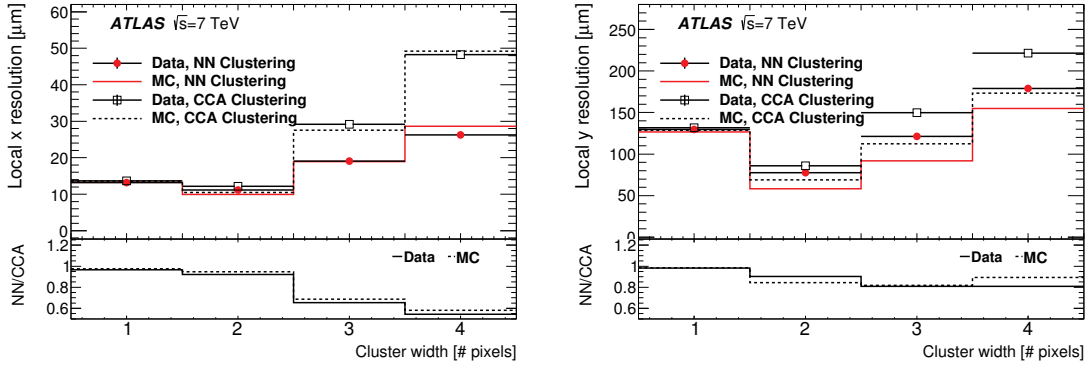 Local x resolution [μm]
60
50
40
30
20
10
0
ATLAS √s=7 TeV
Data, NN Clustering
MC, NN Clustering
Data, CCA Clustering
MC, CCA Clustering
NN/CCA
1.2
1
0.8
0.6
Data MC
1 2 3 4
Cluster width [# pixels]
Local y resolution [μm]
250
200
150
100
50
0
ATLAS √s=7 TeV
Data, NN Clustering
MC, NN Clustering
Data, CCA Clustering
MC, CCA Clustering
NN/CCA
1.2
1
0.8
0.6
Data MC
1 2 3 4
Cluster width [# pixels]